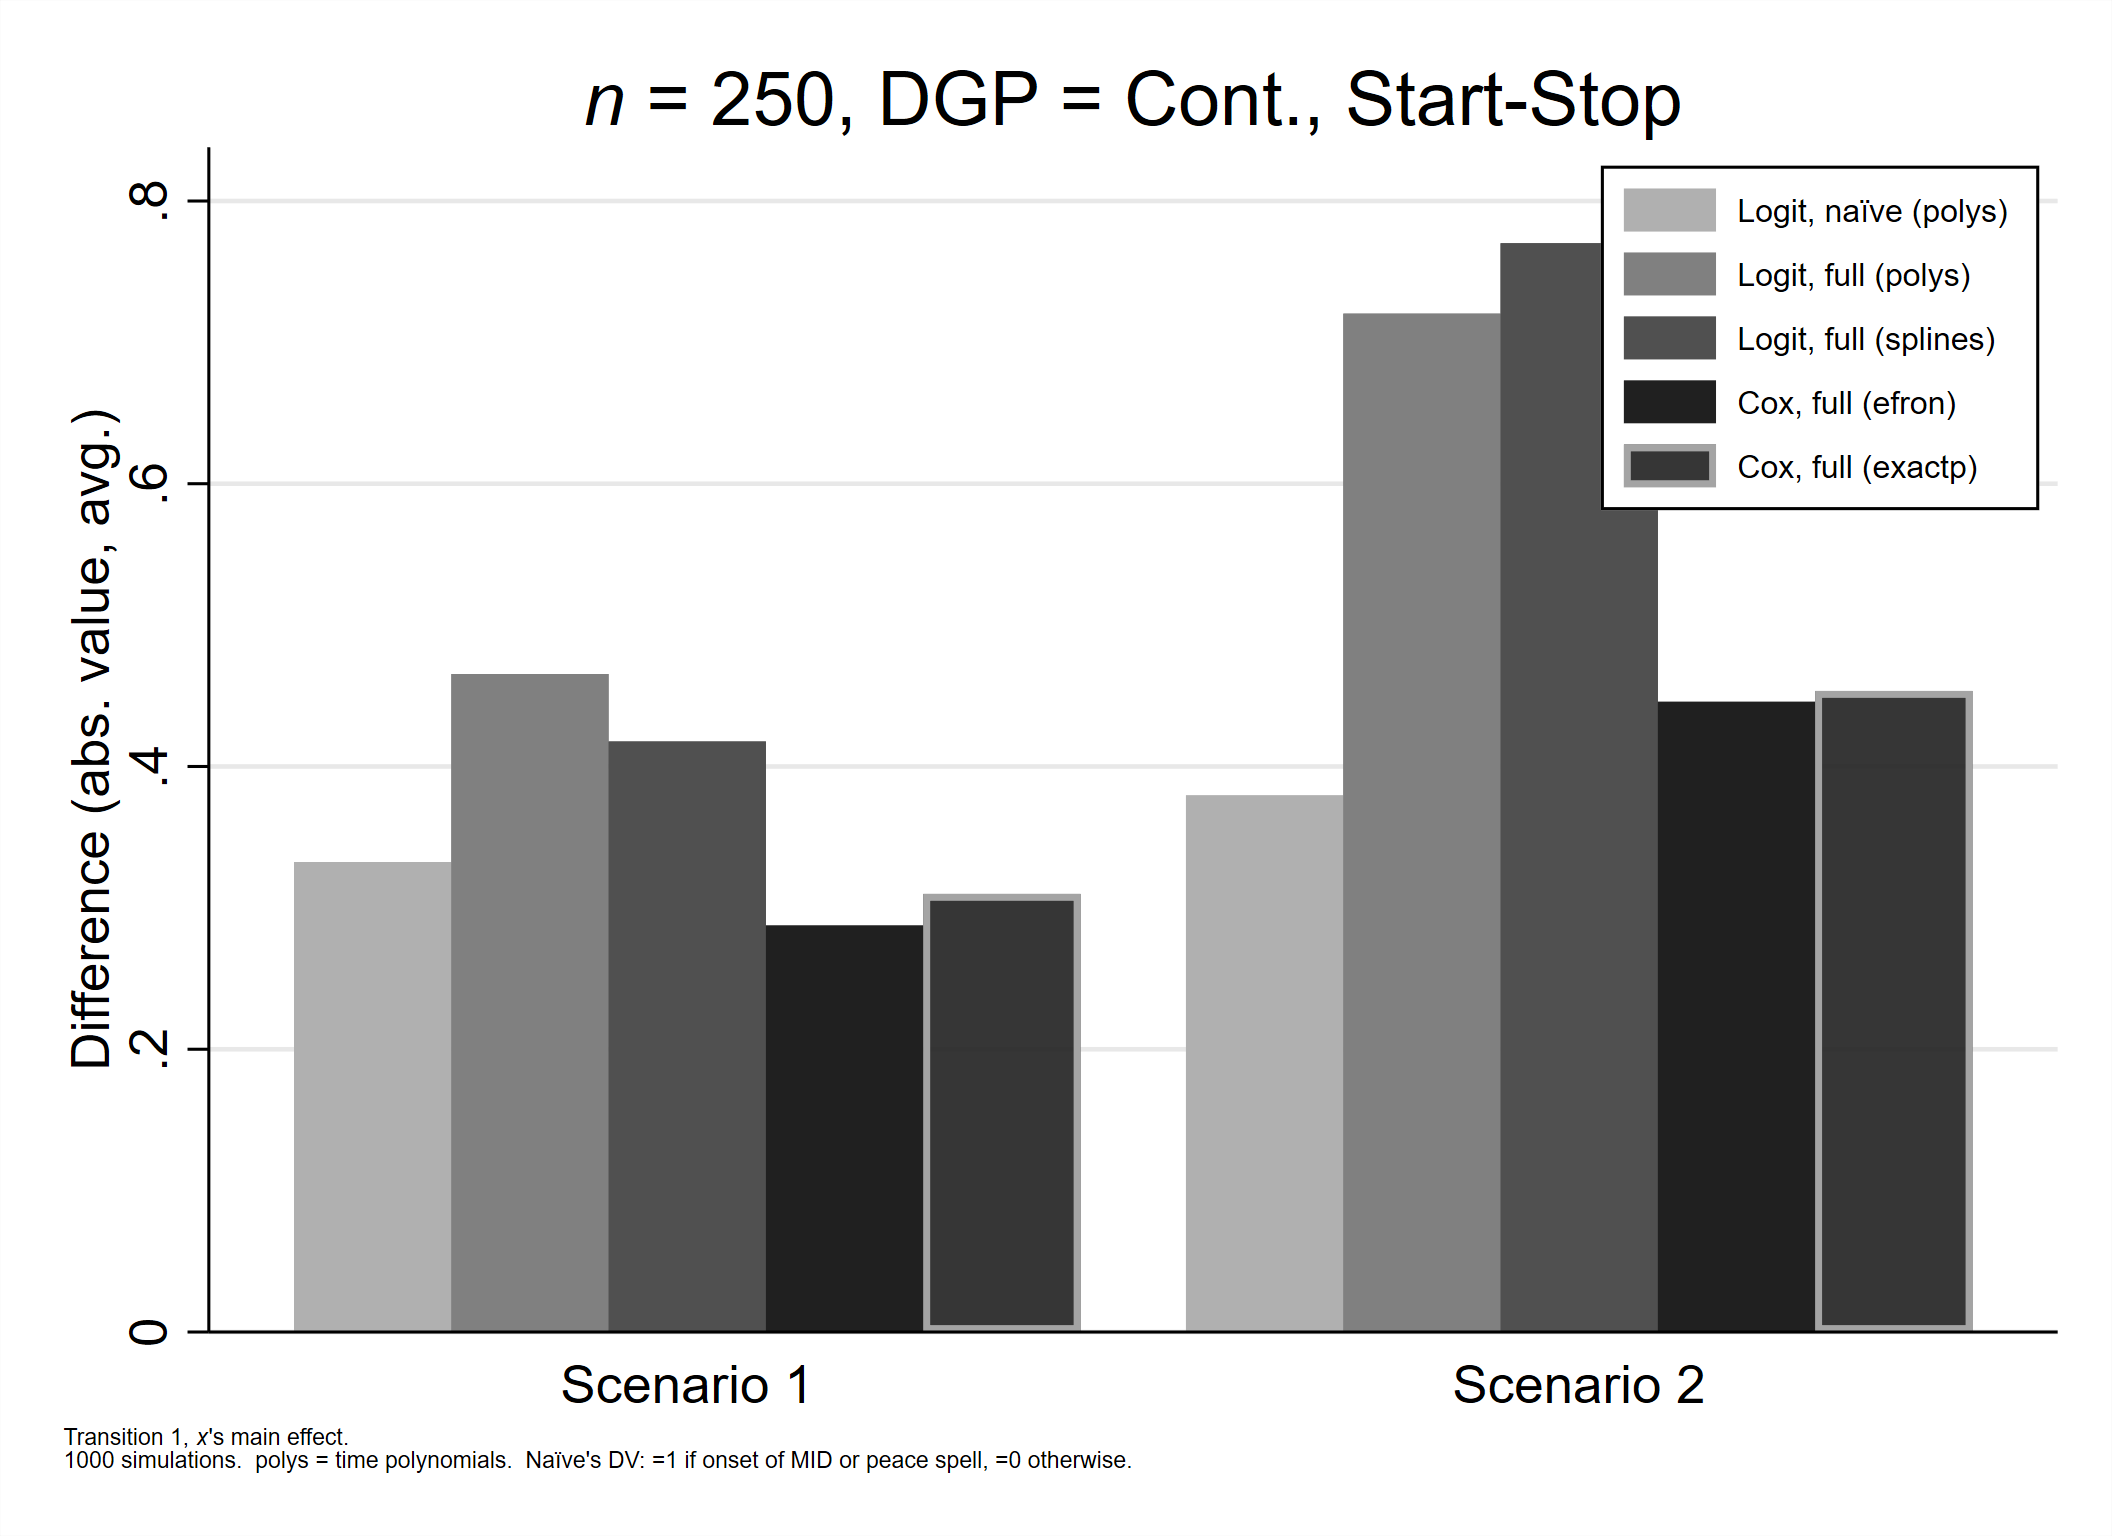 n = 250, DGP = Cont., Start-Stop
Difference (abs. value, avg.)
.8
.6
.4
.2
0
Logit, naïve (polys)
Logit, full (polys)
Logit, full (splines)
Cox, full (efron)
Cox, full (exactp)
Scenario 1
Scenario 2
Transition 1, x's main effect.
1000 simulations.  polys = time polynomials.  Naïve's DV: =1 if onset of MID or peace spell, =0 otherwise.